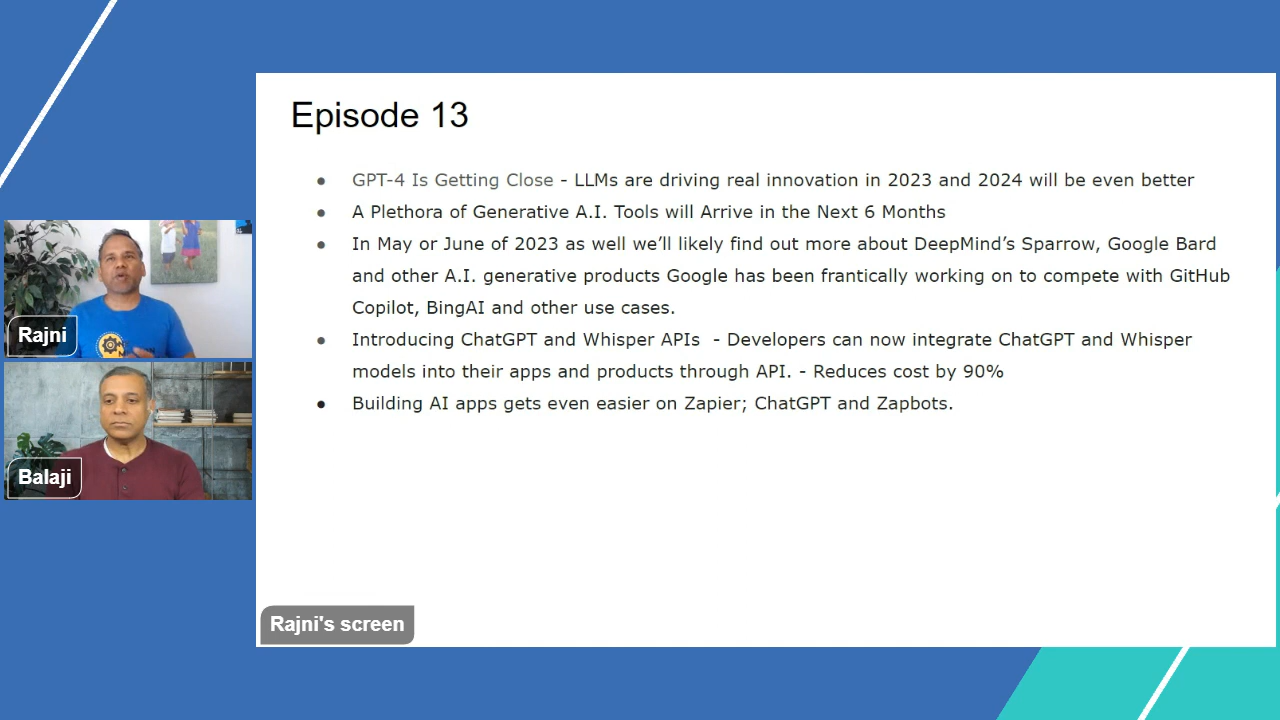 Episode 13
● GPT-4 Is Getting Close - LLMs are driving real innovation in 2023 and 2024 will be even better
● A Plethora of Generative A.I. Tools will Arrive in the Next 6 Months
● In May or June of 2023 as well we’ll likely find out more about DeepMind’s Sparrow, Google Bard
and other A.I. generative products Google has been frantically working on to compete with GitHub
Copilot, BingAI and other use cases.
● Introducing ChatGPT and Whisper APIs - Developers can now integrate ChatGPT and Whisper
models into their apps and products through API. - Reduces cost by 90%
● Building AI apps gets even easier on Zapier; ChatGPT and Zapbots.
Rajni
Balaji
Rajni's screen